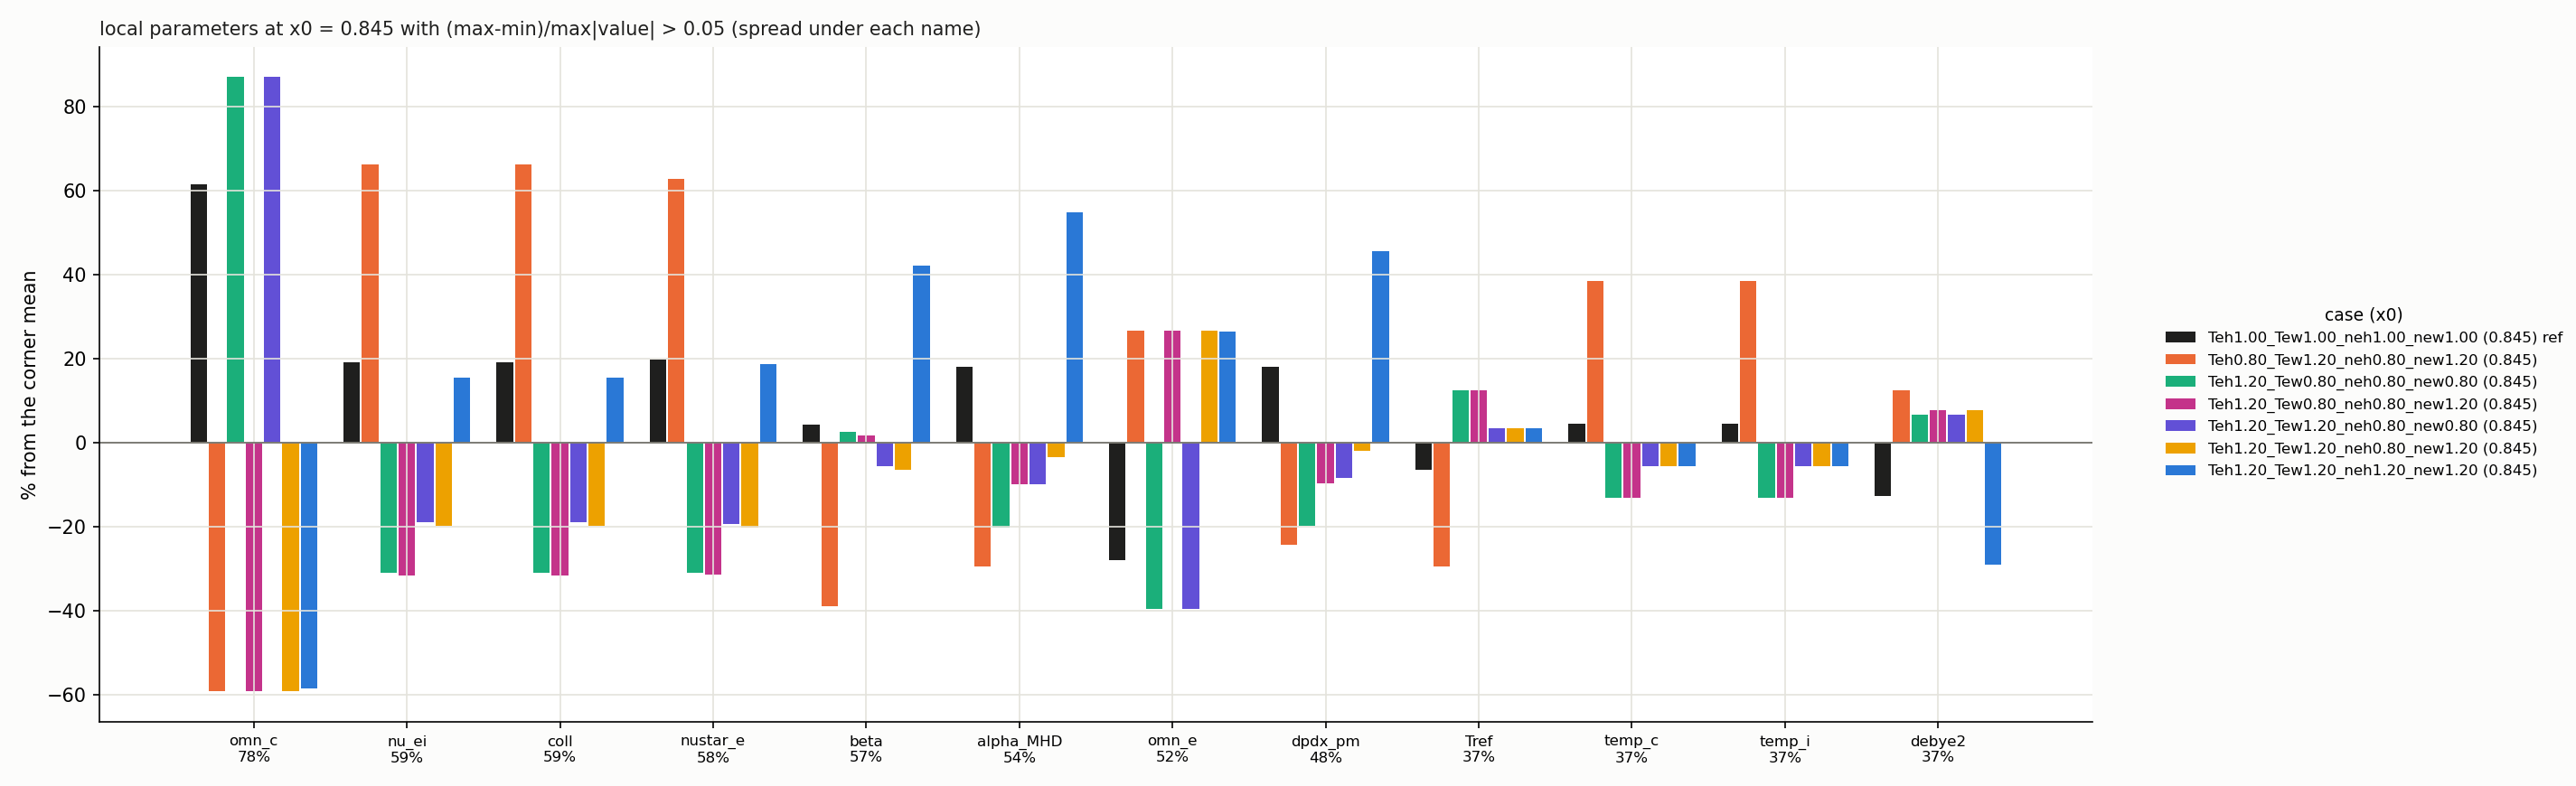 local parameters at x0 = 0.845 with (max-min)/max|value| > 0.05 (spread under each name)
% from the corner mean
80
60
40
20
0
−20
−40
−60
omn_c
78%
nu_ei
59%
coll
59%
nustar_e
58%
beta
57%
alpha_MHD
54%
omn_e
52%
dpdx_pm
48%
Tref
37%
temp_c
37%
temp_i
37%
debye2
37%
case (x0)
Teh1.00_Tew1.00_neh1.00_new1.00 (0.845) ref
Teh0.80_Tew1.20_neh0.80_new1.20 (0.845)
Teh1.20_Tew0.80_neh0.80_new0.80 (0.845)
Teh1.20_Tew0.80_neh0.80_new1.20 (0.845)
Teh1.20_Tew1.20_neh0.80_new0.80 (0.845)
Teh1.20_Tew1.20_neh0.80_new1.20 (0.845)
Teh1.20_Tew1.20_neh1.20_new1.20 (0.845)